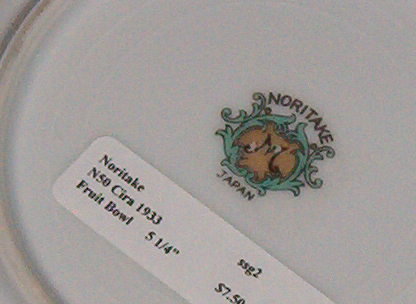 NORITAKE
JAPAN
Noritake
N50 Cira 1933
Fruit Bowl 5 1/4"
ssg2
$7.50